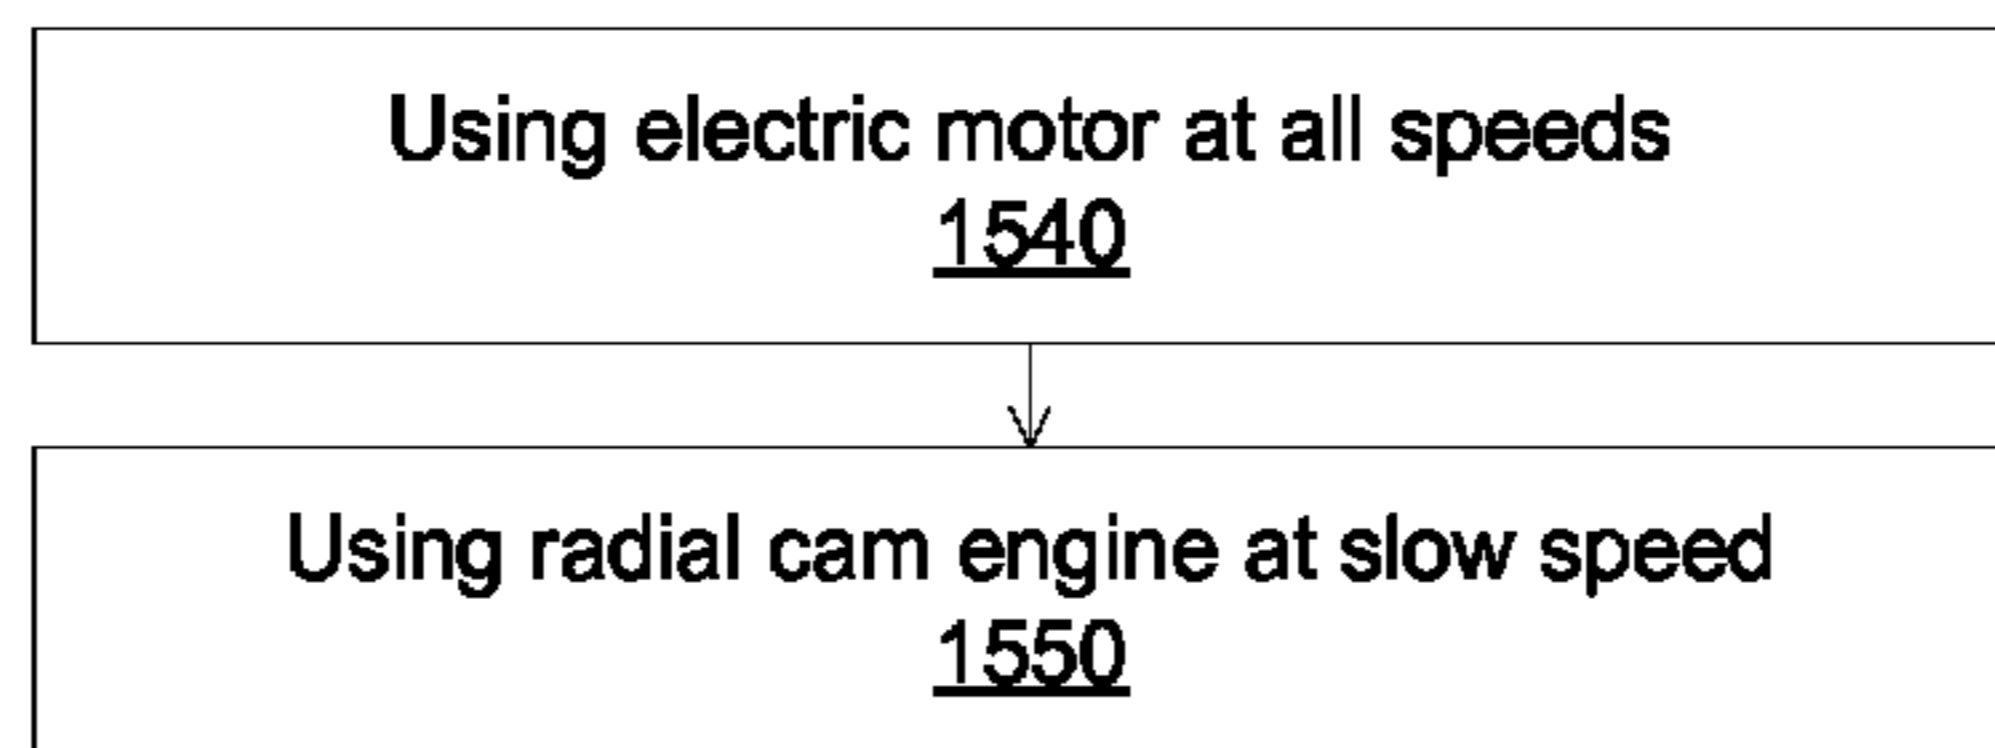 Using electric motor at all speeds
1540
Using radial cam engine at slow speed
1550